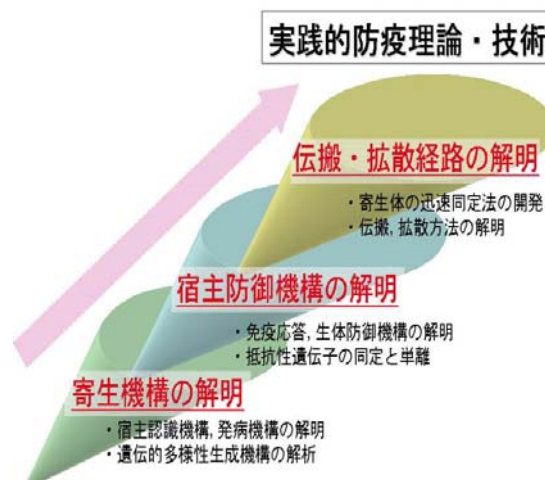 実践的防疫理論・技術
伝搬・拡散経路の解明
・寄生体の迅速同定法の開発
・伝搬, 拡散方法の解明
宿主防御機構の解明
・免疫応答, 生体防御機構の解明
・抵抗性遺伝子の同定と単離
寄生機構の解明
・宿主認識機構, 発病機構の解明
・遺伝的多様性生成機構の解析